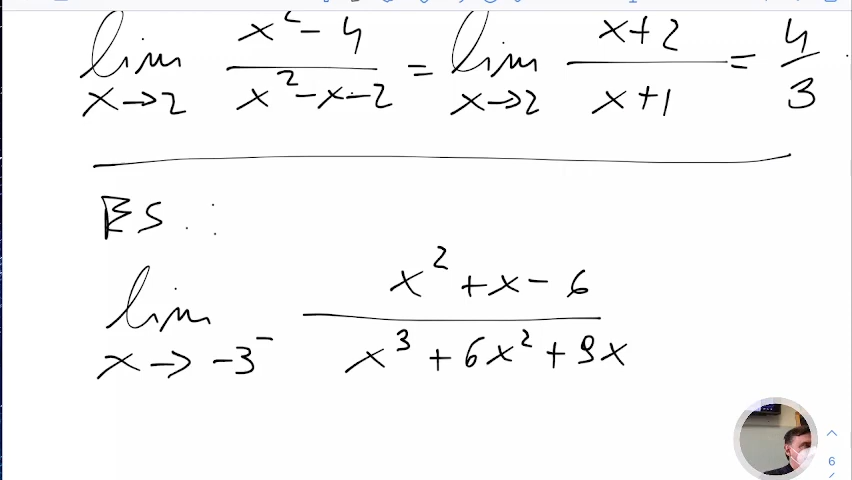 lim x→2 (x² - 4)/(x² - x - 2) = lim x→2 (x+2)/(x+1) = 4/3
ES.:
lim x→ -3⁻ (x² + x - 6)/(x³ + 6x² + 9x)
6